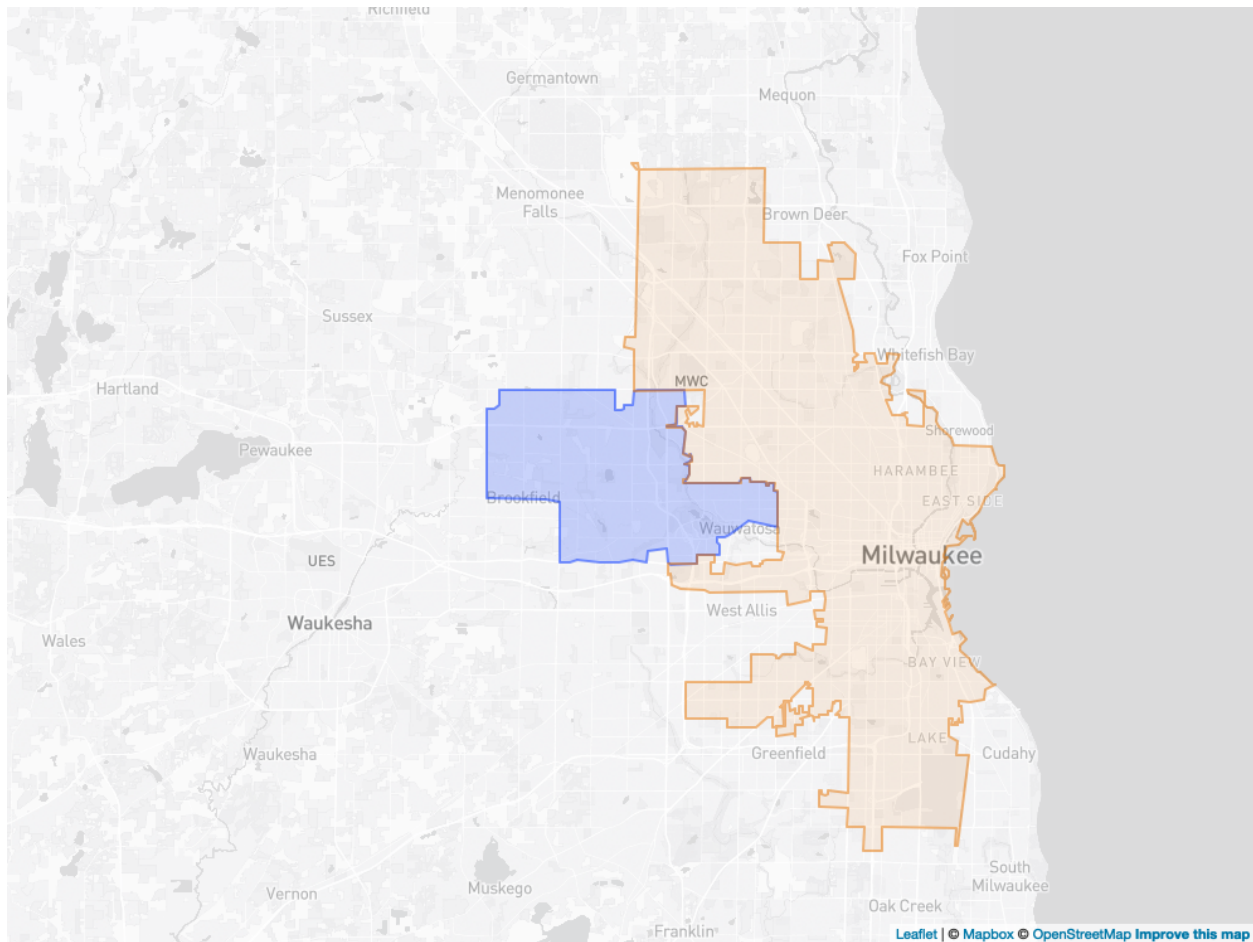 Richfield
Germantown
Mequon
Menomonee
Falls
Brown Deer
Fox Point
Sussex
Whitefish Bay
Hartland
MWC
Shorewood
Pewaukee
HARAMBEE
Brookfield
EAST SIDE
Wauwatosa
Milwaukee
UES
West Allis
Waukesha
Wales
BAY VIEW
LAKE
Waukesha
Greenfield
Cudahy
South
Milwaukee
Muskego
Vernon
Oak Creek
Franklin
Leaflet | © Mapbox © OpenStreetMap Improve this map